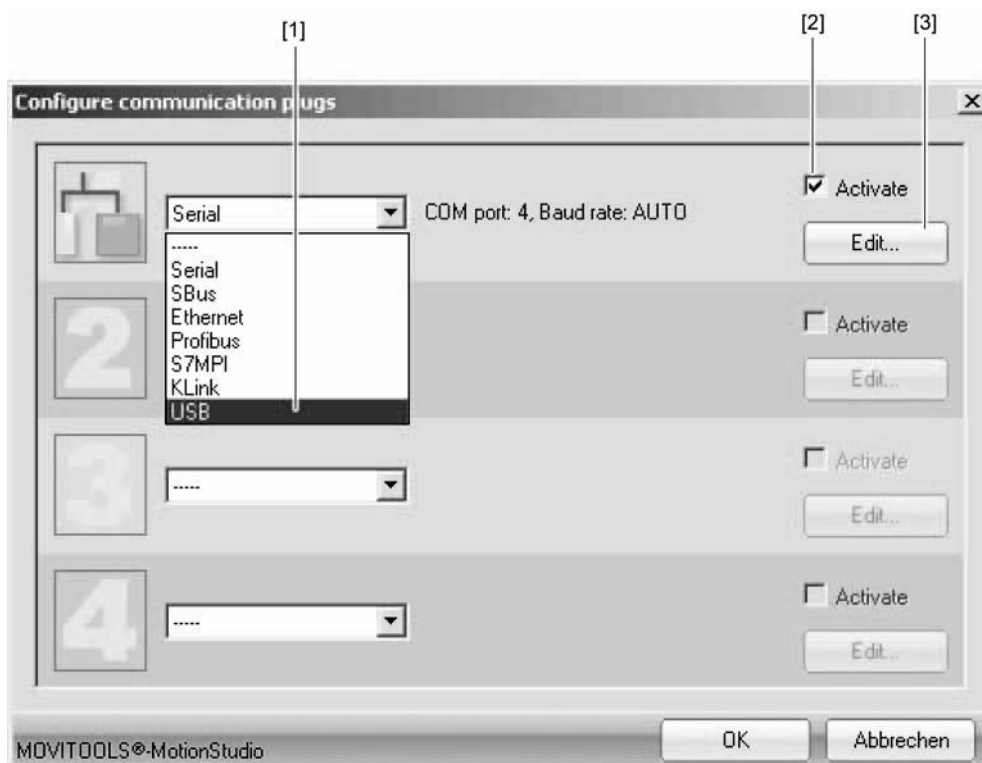 [1] [2] [3]
Configure communication plugs
Serial
COM port: 4, Baud rate: AUTO
Activate
Edit...
-----
Serial
SBus
Ethernet
Profibus
S7MPI
KLink
USB
2
Activate
Edit...
3
-----
Activate
Edit...
4
-----
Activate
Edit...
MOVITOOLS®-MotionStudio
OK
Abbrechen